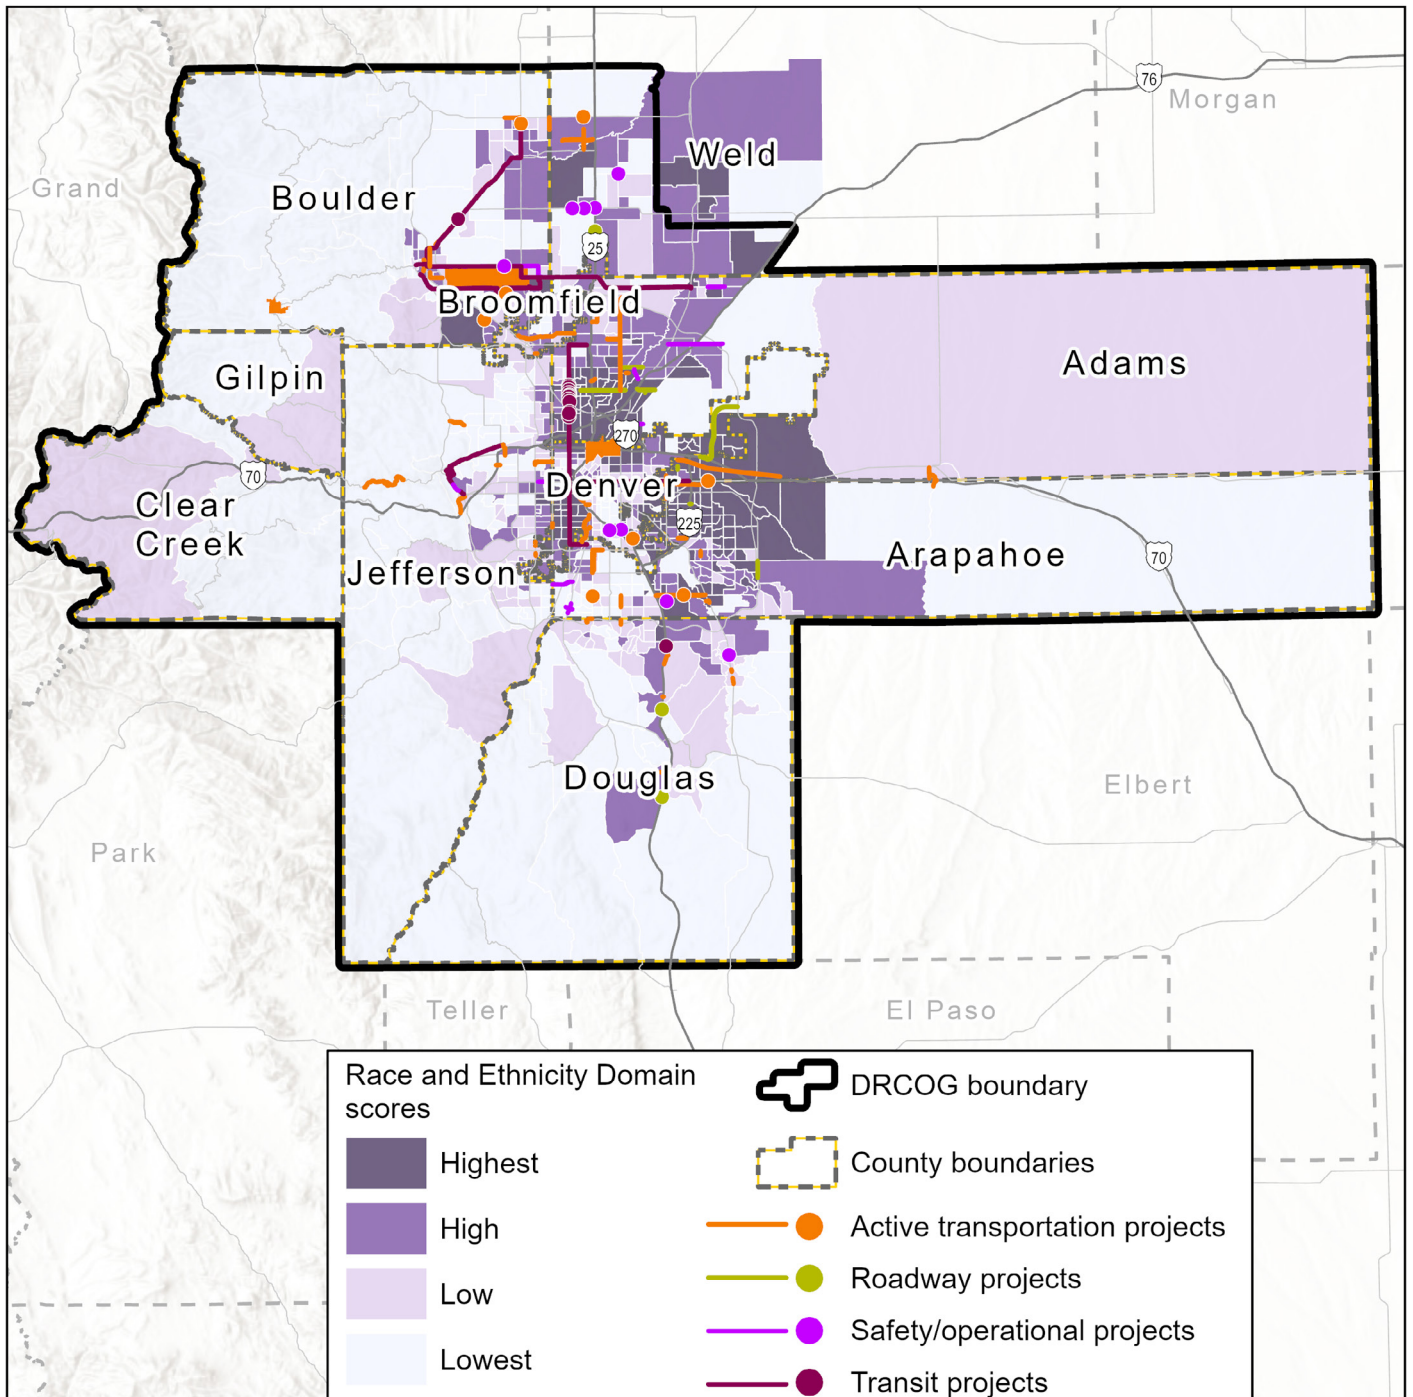 76
Morgan
Weld
Grand
Boulder
25
Broomfield
Adams
Gilpin
270
70
Denver
Clear
Creek
225
Arapahoe
70
Jefferson
Douglas
Elbert
Park
Teller
El Paso
Race and Ethnicity Domain
scores
Highest
High
Low
Lowest
DRCOG boundary
County boundaries
Active transportation projects
Roadway projects
Safety/operational projects
Transit projects